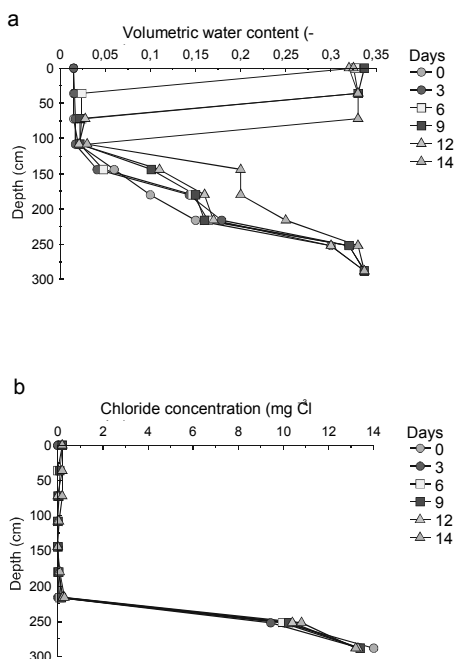 a
Volumetric water content (-
0 0,05 0,1 0,15 0,2 0,25 0,3 0,35
Depth (cm)
0
50
100
150
200
250
300
Days
0
3
6
9
12
14
b
Chloride concentration (mg Cl
0 2 4 6 8 10 12 14
Depth (cm)
0
50
100
150
200
250
300
Days
0
3
6
9
12
14